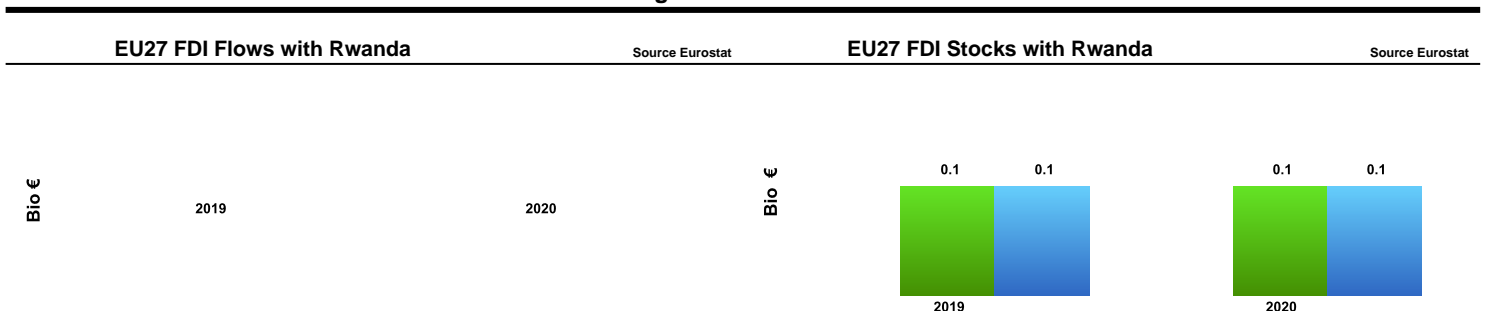 EU27 FDI Flows with Rwanda
Source Eurostat
Bio €
2019
2020
EU27 FDI Stocks with Rwanda
Source Eurostat
Bio €
0.1
0.1
0.1
0.1
2019
2020